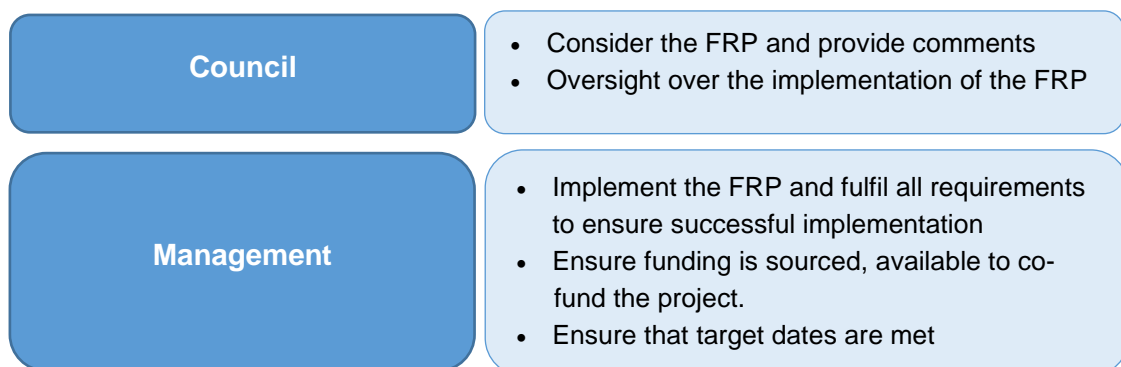 Council
• Consider the FRP and provide comments
• Oversight over the implementation of the FRP
Management
• Implement the FRP and fulfil all requirements
to ensure successful implementation
• Ensure funding is sourced, available to co-
fund the project.
• Ensure that target dates are met